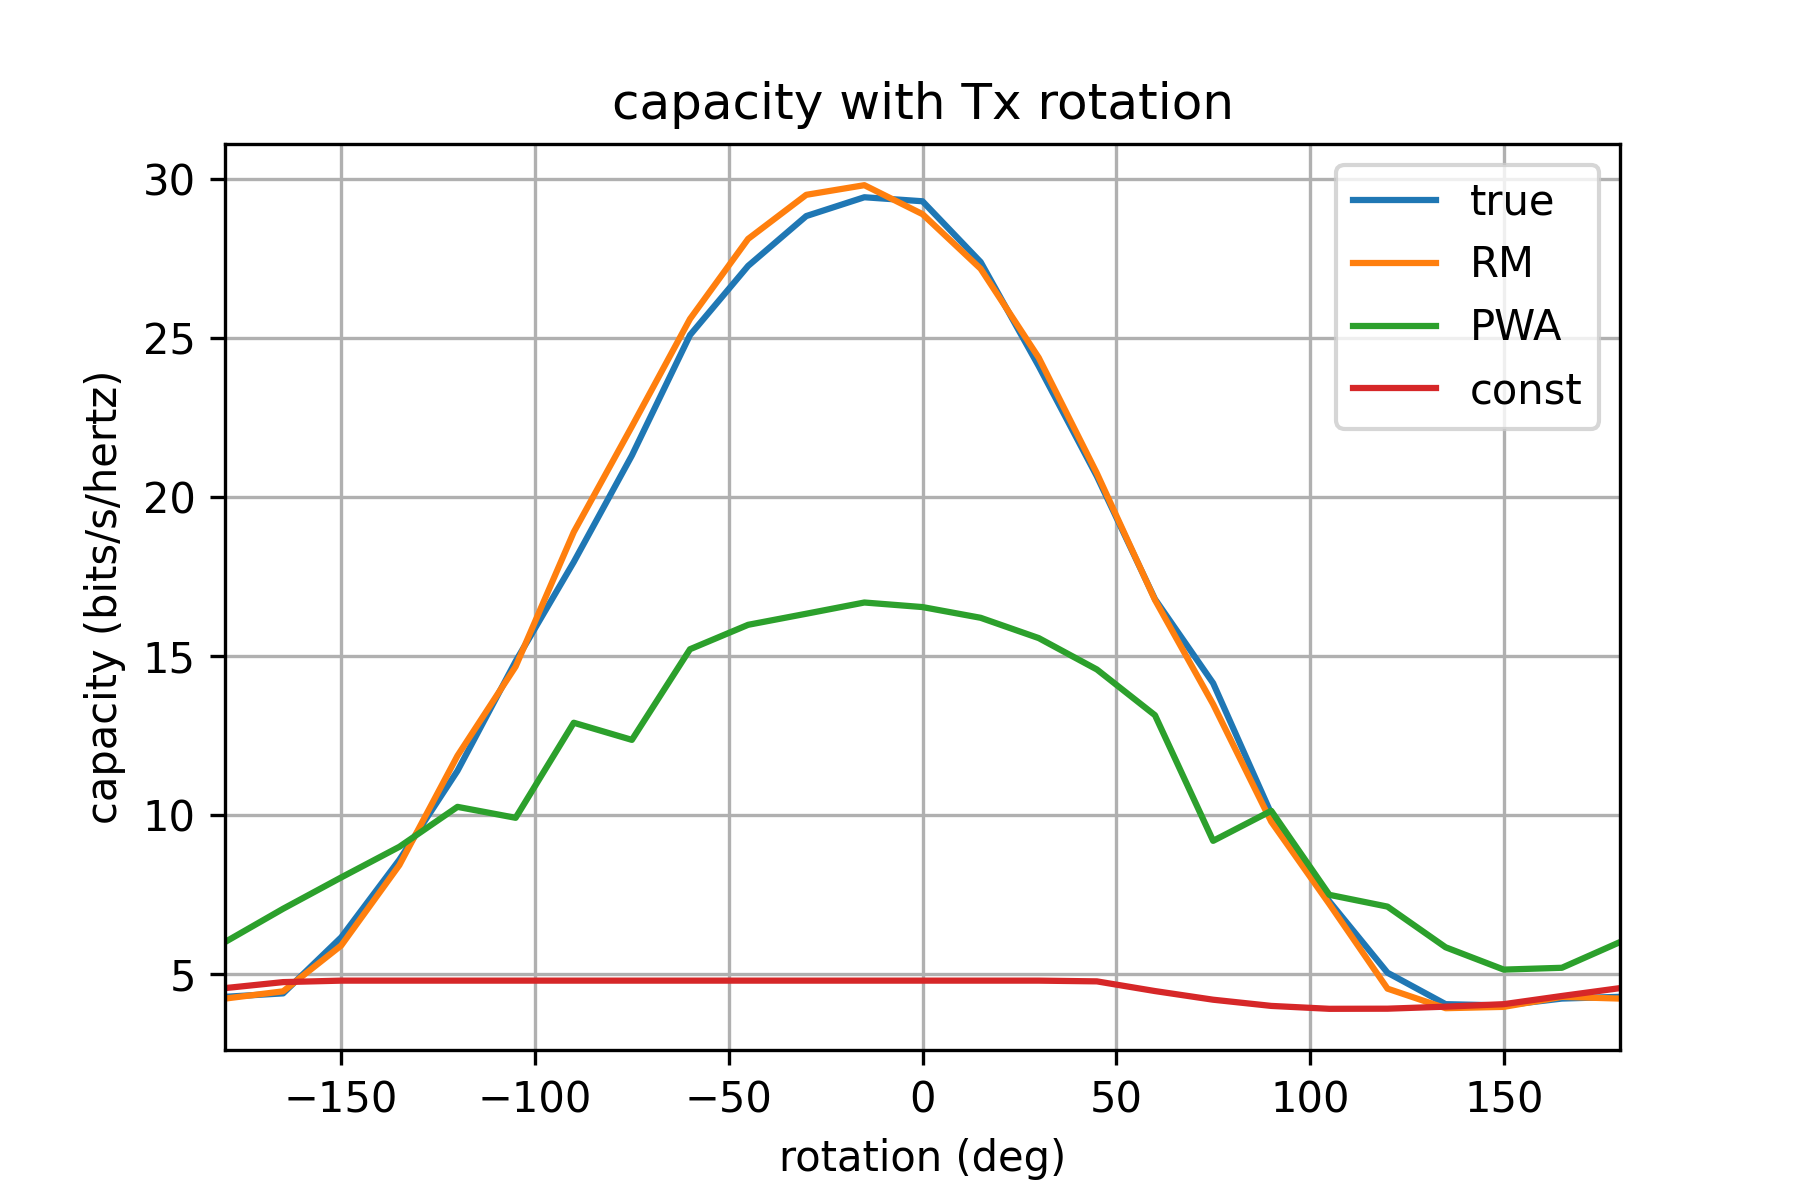 capacity with Tx rotation
30
25
20
15
10
5
capacity (bits/s/hertz)
true
RM
PWA
const
−150
−100
−50
0
50
100
150
rotation (deg)